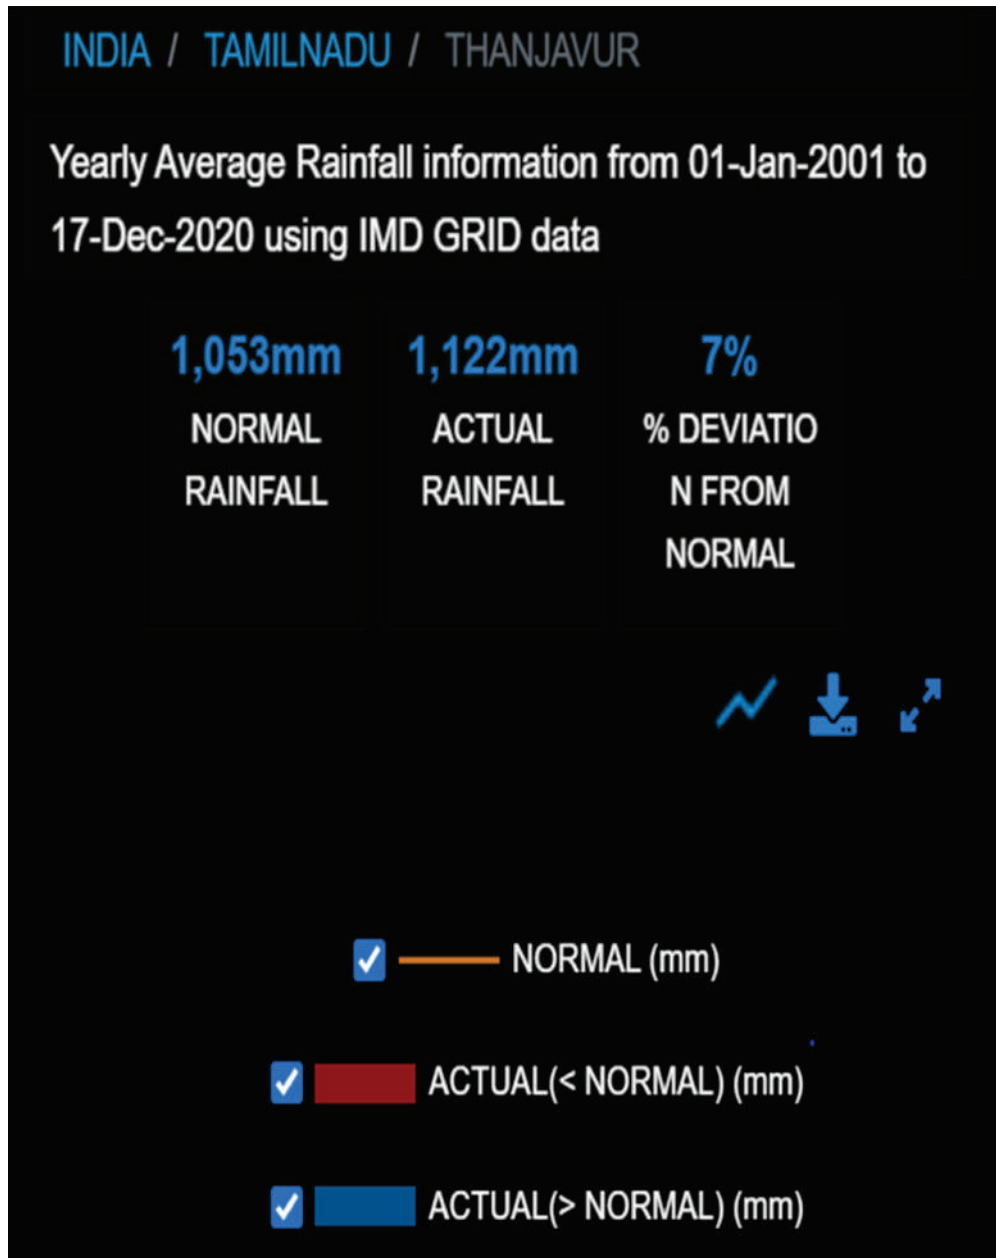 INDIA / TAMILNADU / THANJAVUR
Yearly Average Rainfall information from 01-Jan-2001 to
17-Dec-2020 using IMD GRID data
1,053mm
NORMAL
RAINFALL
1,122mm
ACTUAL
RAINFALL
7%
% DEVIATIO
N FROM
NORMAL
NORMAL (mm)
ACTUAL(< NORMAL) (mm)
ACTUAL(> NORMAL) (mm)